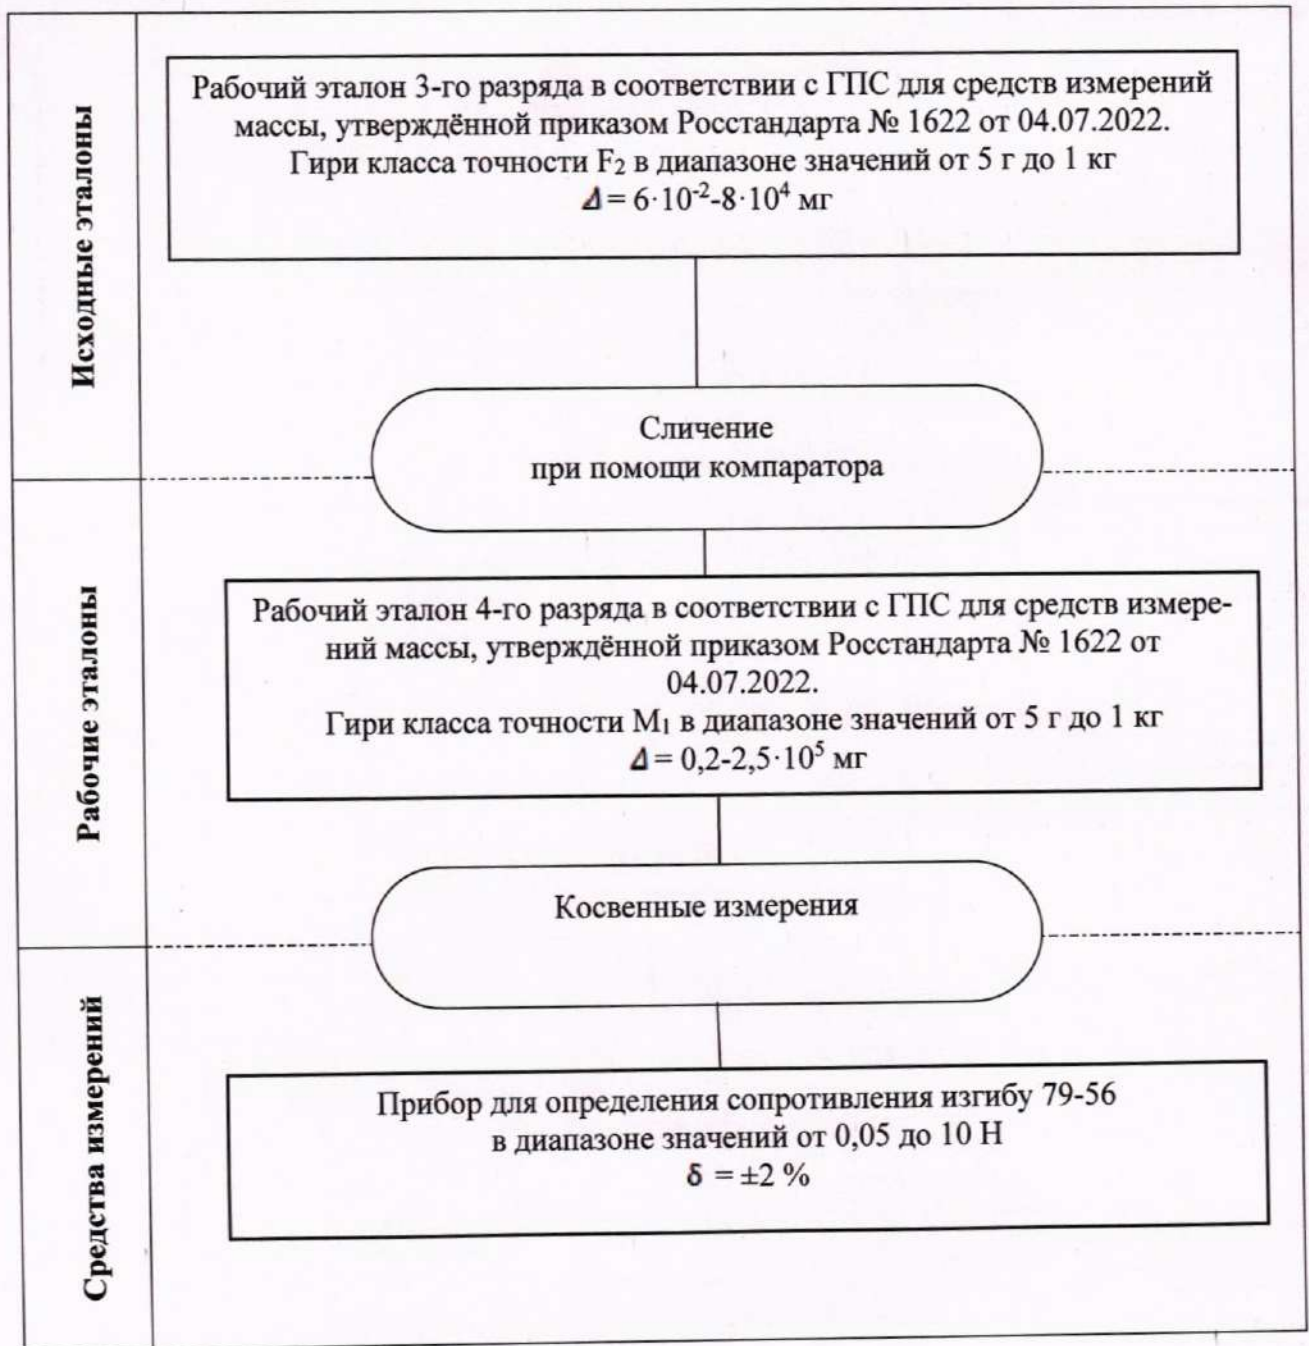 Исходные эталоны
Рабочий эталон 3-го разряда в соответствии с ГПС для средств измерений
массы, утверждённой приказом Росстандарта № 1622 от 04.07.2022.
Гири класса точности F₂ в диапазоне значений от 5 г до 1 кг
Δ = 6·10⁻²-8·10⁴ мг
Сличение
при помощи компаратора
Рабочие эталоны
Рабочий эталон 4-го разряда в соответствии с ГПС для средств измере-
ний массы, утверждённой приказом Росстандарта № 1622 от
04.07.2022.
Гири класса точности М₁ в диапазоне значений от 5 г до 1 кг
Δ = 0,2-2,5·10⁵ мг
Косвенные измерения
Средства измерений
Прибор для определения сопротивления изгибу 79-56
в диапазоне значений от 0,05 до 10 Н
δ = ±2 %